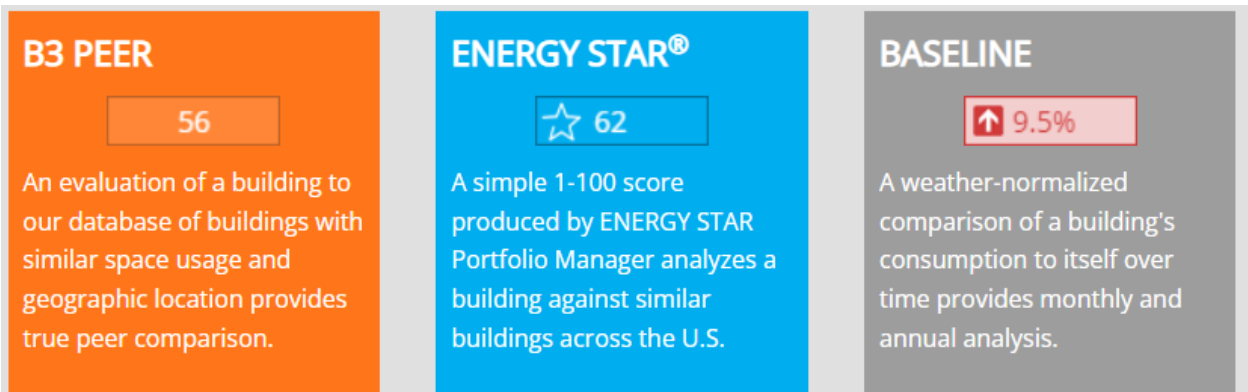 B3 PEER
56
An evaluation of a building to
our database of buildings with
similar space usage and
geographic location provides
true peer comparison.
ENERGY STAR®
62
A simple 1-100 score
produced by ENERGY STAR
Portfolio Manager analyzes a
building against similar
buildings across the U.S.
BASELINE
9.5%
A weather-normalized
comparison of a building's
consumption to itself over
time provides monthly and
annual analysis.